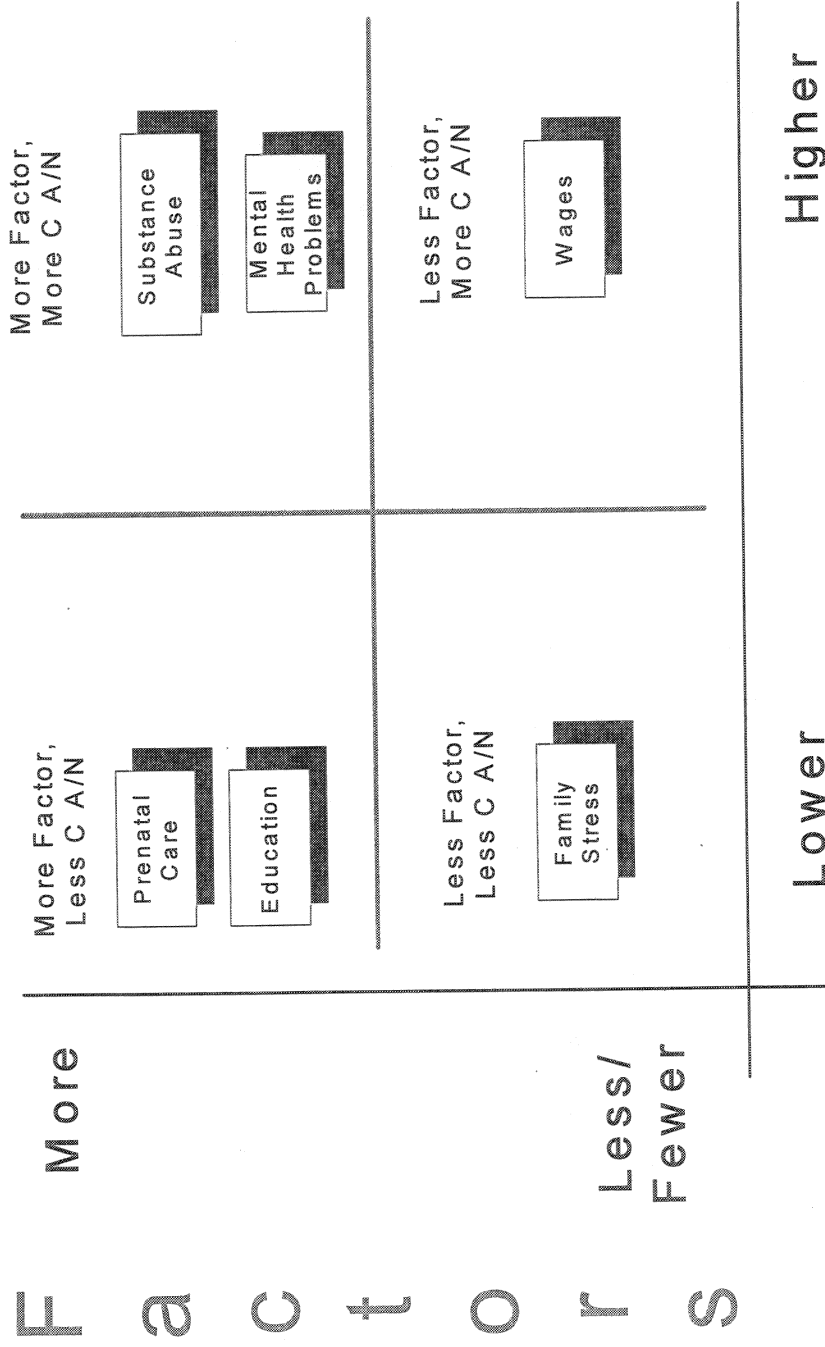 F
a
c
t
o
r
s
More
More Factor,
Less C A/N
Prenatal
Care
Education
More Factor,
More C A/N
Substance
Abuse
Mental
Health
Problems
Less/
Fewer
Less Factor,
Less C A/N
Family
Stress
Less Factor,
More C A/N
Wages
Lower
Higher